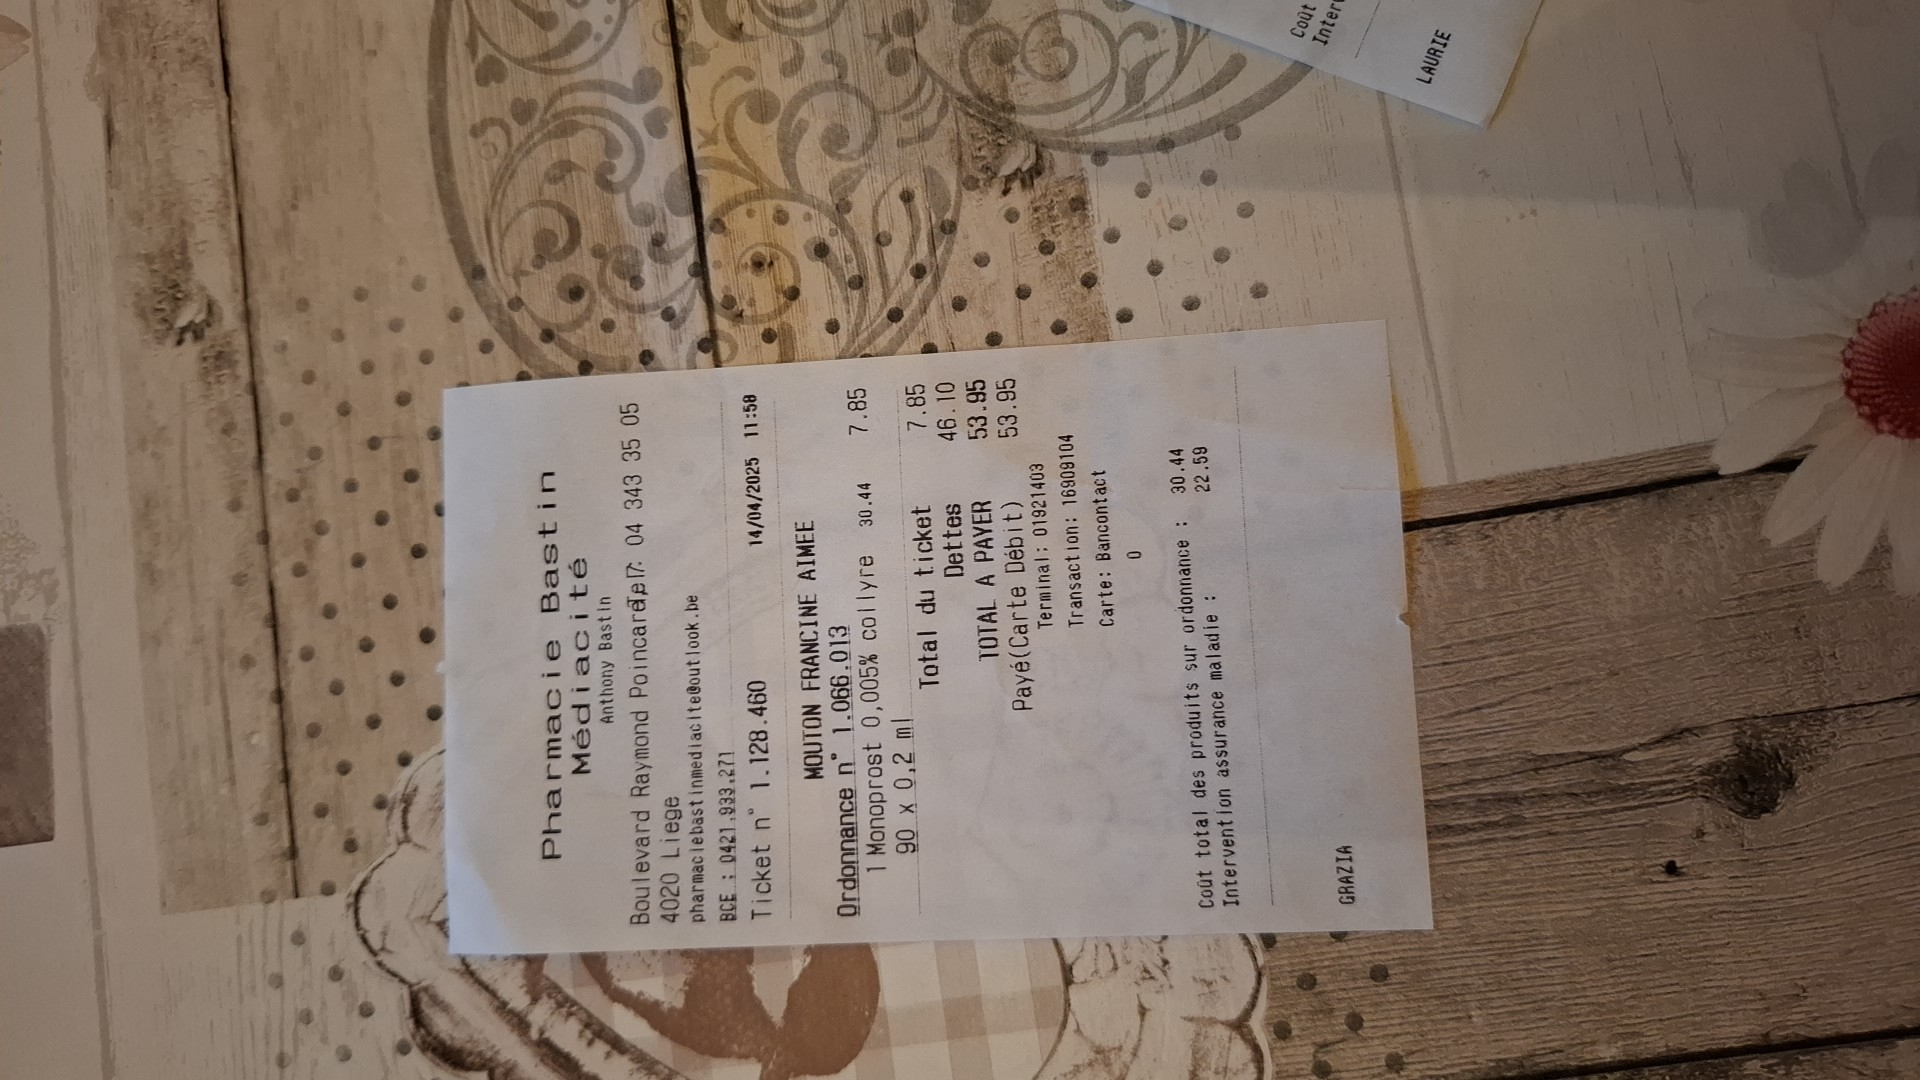 Pharmacie Bastin
Médiacité
Anthony Bastin
Boulevard Raymond Poincaré 04 343 35 05
4020 Liege
pharmaciebastinmediacite@outlook.be
BCE : 0421.933.271
Ticket n° 1.128.460 14/04/2025 11:58
MOUTON FRANCINE AIMEE
Ordonnance n° 1.066.013
1 Monoprost 0,005% collyre 30.44 7.85
90 x 0,2 ml
Total du ticket 7.85
Dettes 46.10
TOTAL A PAYER 53.95
Payé(Carte Débit) 53.95
Terminal: 01921403
Transaction: 16909104
Carte: Bancontact
0
Coût total des produits sur ordonnance : 30.44
Intervention assurance maladie : 22.59
GRAZIA
Coût
LAURIE